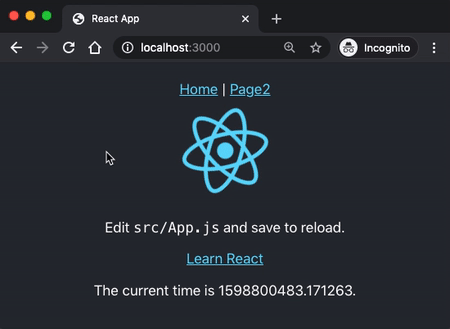 React App
localhost:3000
Incognito
Home | Page2
Edit src/App.js and save to reload.
Learn React
The current time is 1598800483.171263.